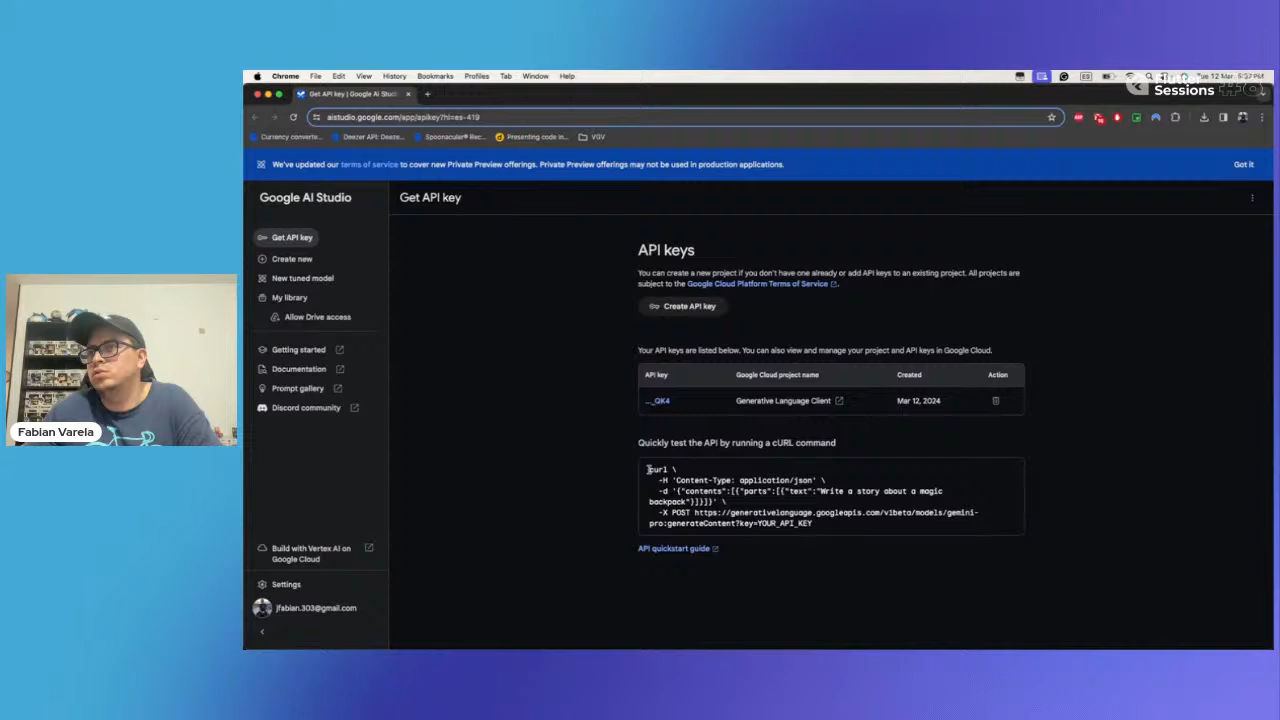 Chrome File Edit View History Bookmarks Profiles Tab Window Help
ES
Tue 12 Mar 5:57 PM
Flutter
Sessions #6
Get API key | Google AI Studio
aistudio.google.com/app/apikey?hl=es-419
Currency converte... Deezer API: Deeze... Spoonacular® Rec... Presenting code in... VGV
We've updated our terms of service to cover new Private Preview offerings. Private Preview offerings may not be used in production applications. Got it
Google AI Studio
Get API key
Get API key
Create new
New tuned model
My library
Allow Drive access
Getting started
Documentation
Prompt gallery
Discord community
Build with Vertex AI on
Google Cloud
Settings
jfabian.303@gmail.com
API keys
You can create a new project if you don't have one already or add API keys to an existing project. All projects are
subject to the Google Cloud Platform Terms of Service.
Create API key
Your API keys are listed below. You can also view and manage your project and API keys in Google Cloud.
API key Google Cloud project name Created Action
..._QK4 Generative Language Client Mar 12, 2024
Quickly test the API by running a cURL command
curl \
-H 'Content-Type: application/json' \
-d '{"contents":[{"parts":[{"text":"Write a story about a magic
backpack"}]}]}' \
-X POST https://generativelanguage.googleapis.com/v1beta/models/gemini-
pro:generateContent?key=YOUR_API_KEY
API quickstart guide
Fabian Varela